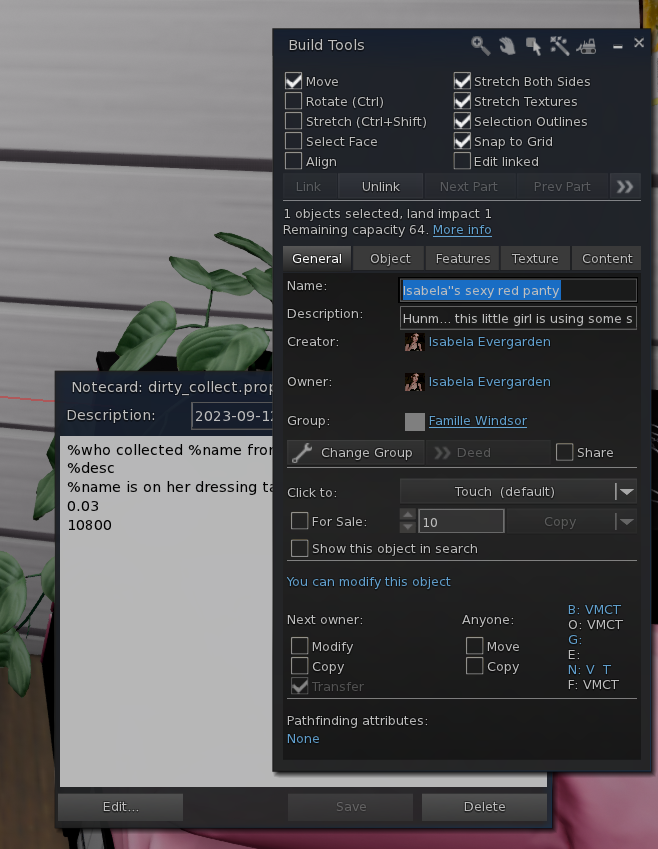 Build Tools
Move
Rotate (Ctrl)
Stretch (Ctrl+Shift)
Select Face
Align
Stretch Both Sides
Stretch Textures
Selection Outlines
Snap to Grid
Edit linked
Link Unlink Next Part Prev Part
1 objects selected, land impact 1
Remaining capacity 64. More info
General Object Features Texture Content
Name: Isabela"s sexy red panty
Description: Hunm... this little girl is using some s
Creator: Isabela Evergarden
Owner: Isabela Evergarden
Group: Famille Windsor
Change Group Deed Share
Click to: Touch (default)
For Sale: 10 Copy
Show this object in search
You can modify this object
Next owner:
Modify
Copy
Transfer
Anyone:
Move
Copy
B: VMCT
O: VMCT
G:
E:
N: V T
F: VMCT
Pathfinding attributes:
None
Notecard: dirty_collect.prop
Description: 2023-09-12
%who collected %name from
%desc
%name is on her dressing ta
0.03
10800
Edit... Save Delete